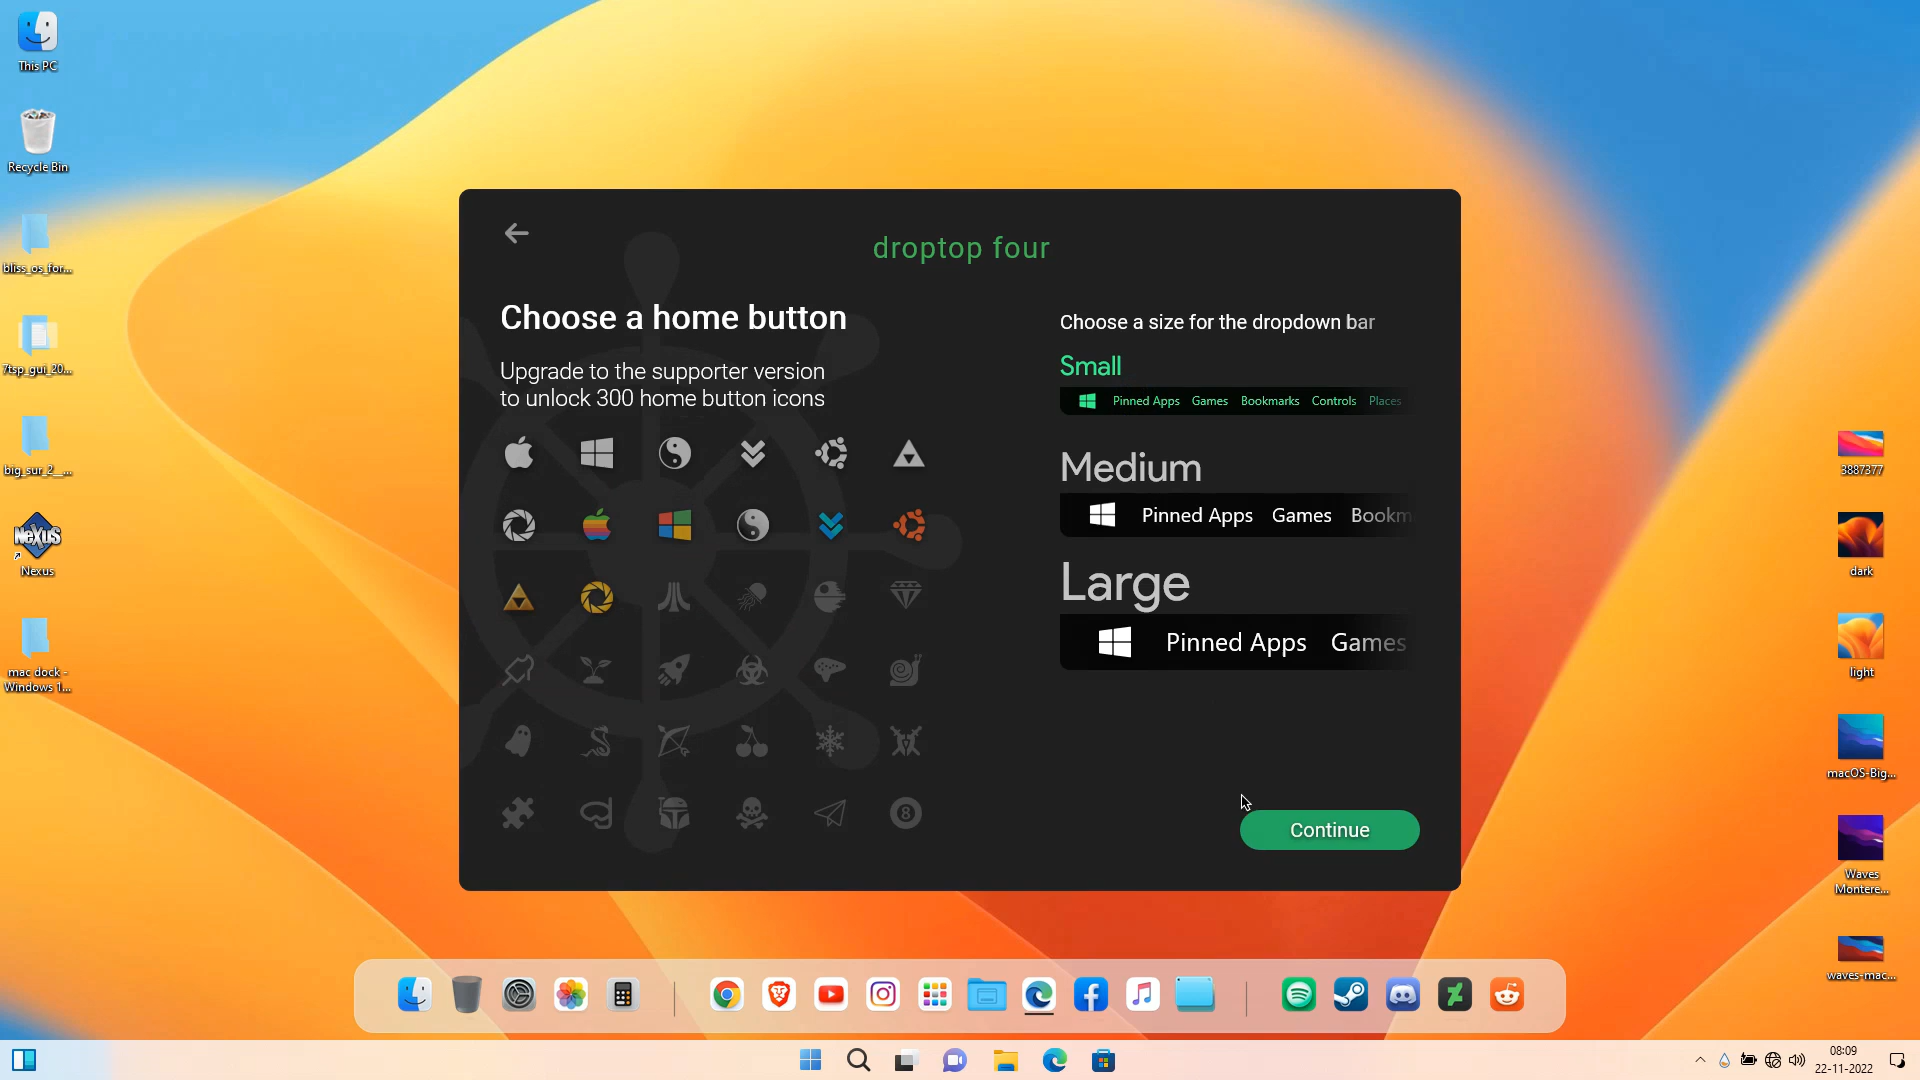 This PC
Recycle Bin
bliss_os_for...
7tsp_gui_20...
big_sur_2__...
NeXuS
Nexus
mac dock -
Windows 1...
droptop four
Choose a home button
Upgrade to the supporter version
to unlock 300 home button icons
8
Choose a size for the dropdown bar
Small
Pinned Apps Games Bookmarks Controls Places
Medium
Pinned Apps Games Bookm
Large
Pinned Apps Games
Continue
3887377
dark
light
macOS-Big...
Waves
Montere...
waves-mac...
08:09
22-11-2022